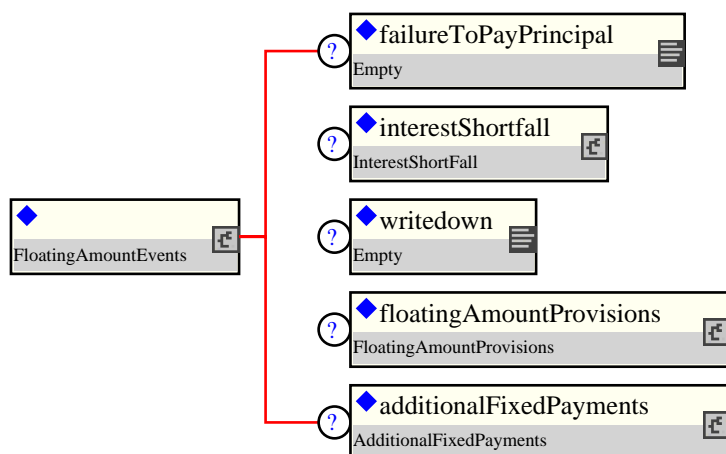 ? failureToPayPrincipal
Empty
? interestShortfall
InterestShortFall
FloatingAmountEvents
? writedown
Empty
? floatingAmountProvisions
FloatingAmountProvisions
? additionalFixedPayments
AdditionalFixedPayments